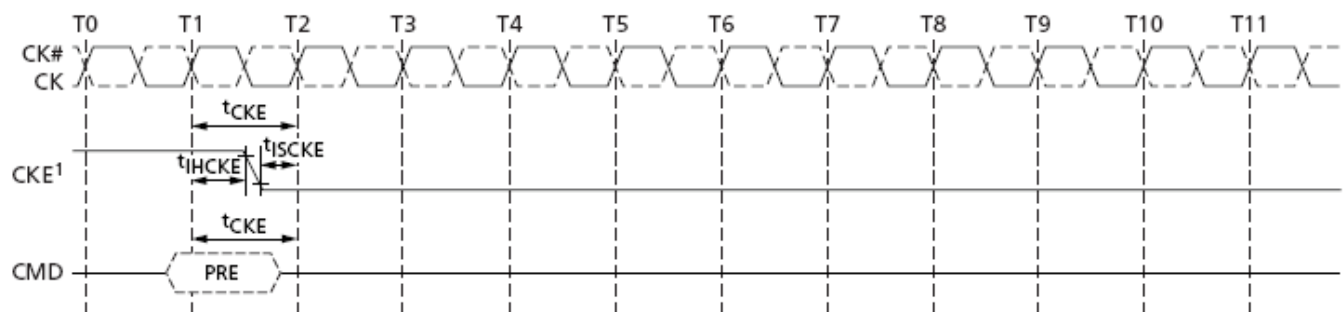 T0 T1 T2 T3 T4 T5 T6 T7 T8 T9 T10 T11
CK#
CK
tCKE
tIHCKE tISCKE
CKE1
tCKE
CMD PRE